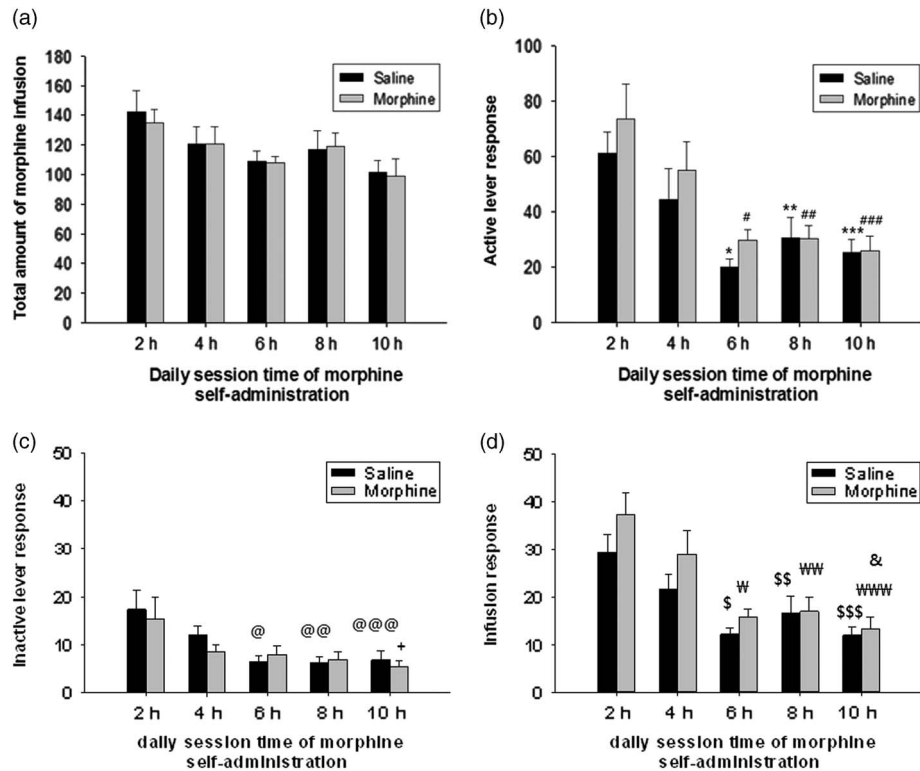 (a)
Total amount of morphine infusion
180
160
140
120
100
80
60
40
20
0
Saline
Morphine
2 h 4 h 6 h 8 h 10 h
Daily session time of morphine
self-administration
(b)
Active lever response
100
80
60
40
20
0
Saline
Morphine
* # ** ## *** ###
2 h 4 h 6 h 8 h 10 h
Daily session time of morphine
self-administration
(c)
Inactive lever response
50
40
30
20
10
0
Saline
Morphine
@ @@ @@@
+
2 h 4 h 6 h 8 h 10 h
daily session time of morphine
self-administration
(d)
Infusion response
50
40
30
20
10
0
Saline
Morphine
&
$ ₩ $$ ₩₩ $$$ ₩₩₩
2 h 4 h 6 h 8 h 10 h
daily session time of morphine
self-administration